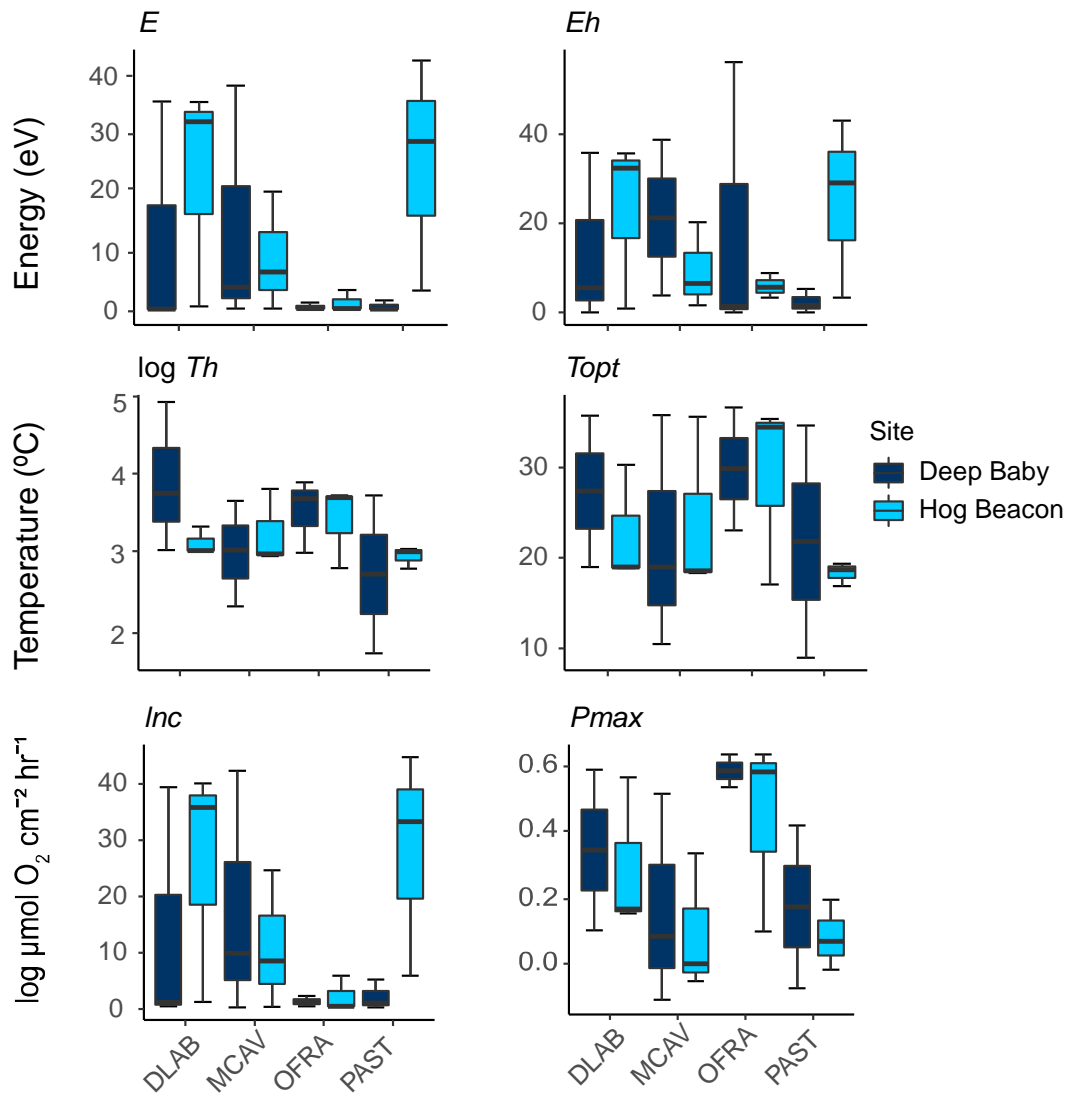 E
Eh
Energy (eV)
40
30
20
10
0
40
20
0
log Th
Topt
Temperature (ºC)
5
4
3
2
30
20
10
Site
Deep Baby
Hog Beacon
Inc
Pmax
log µmol O₂ cm⁻² hr⁻¹
40
30
20
10
0
0.6
0.4
0.2
0.0
DLAB
MCAV
OFRA
PAST
DLAB
MCAV
OFRA
PAST